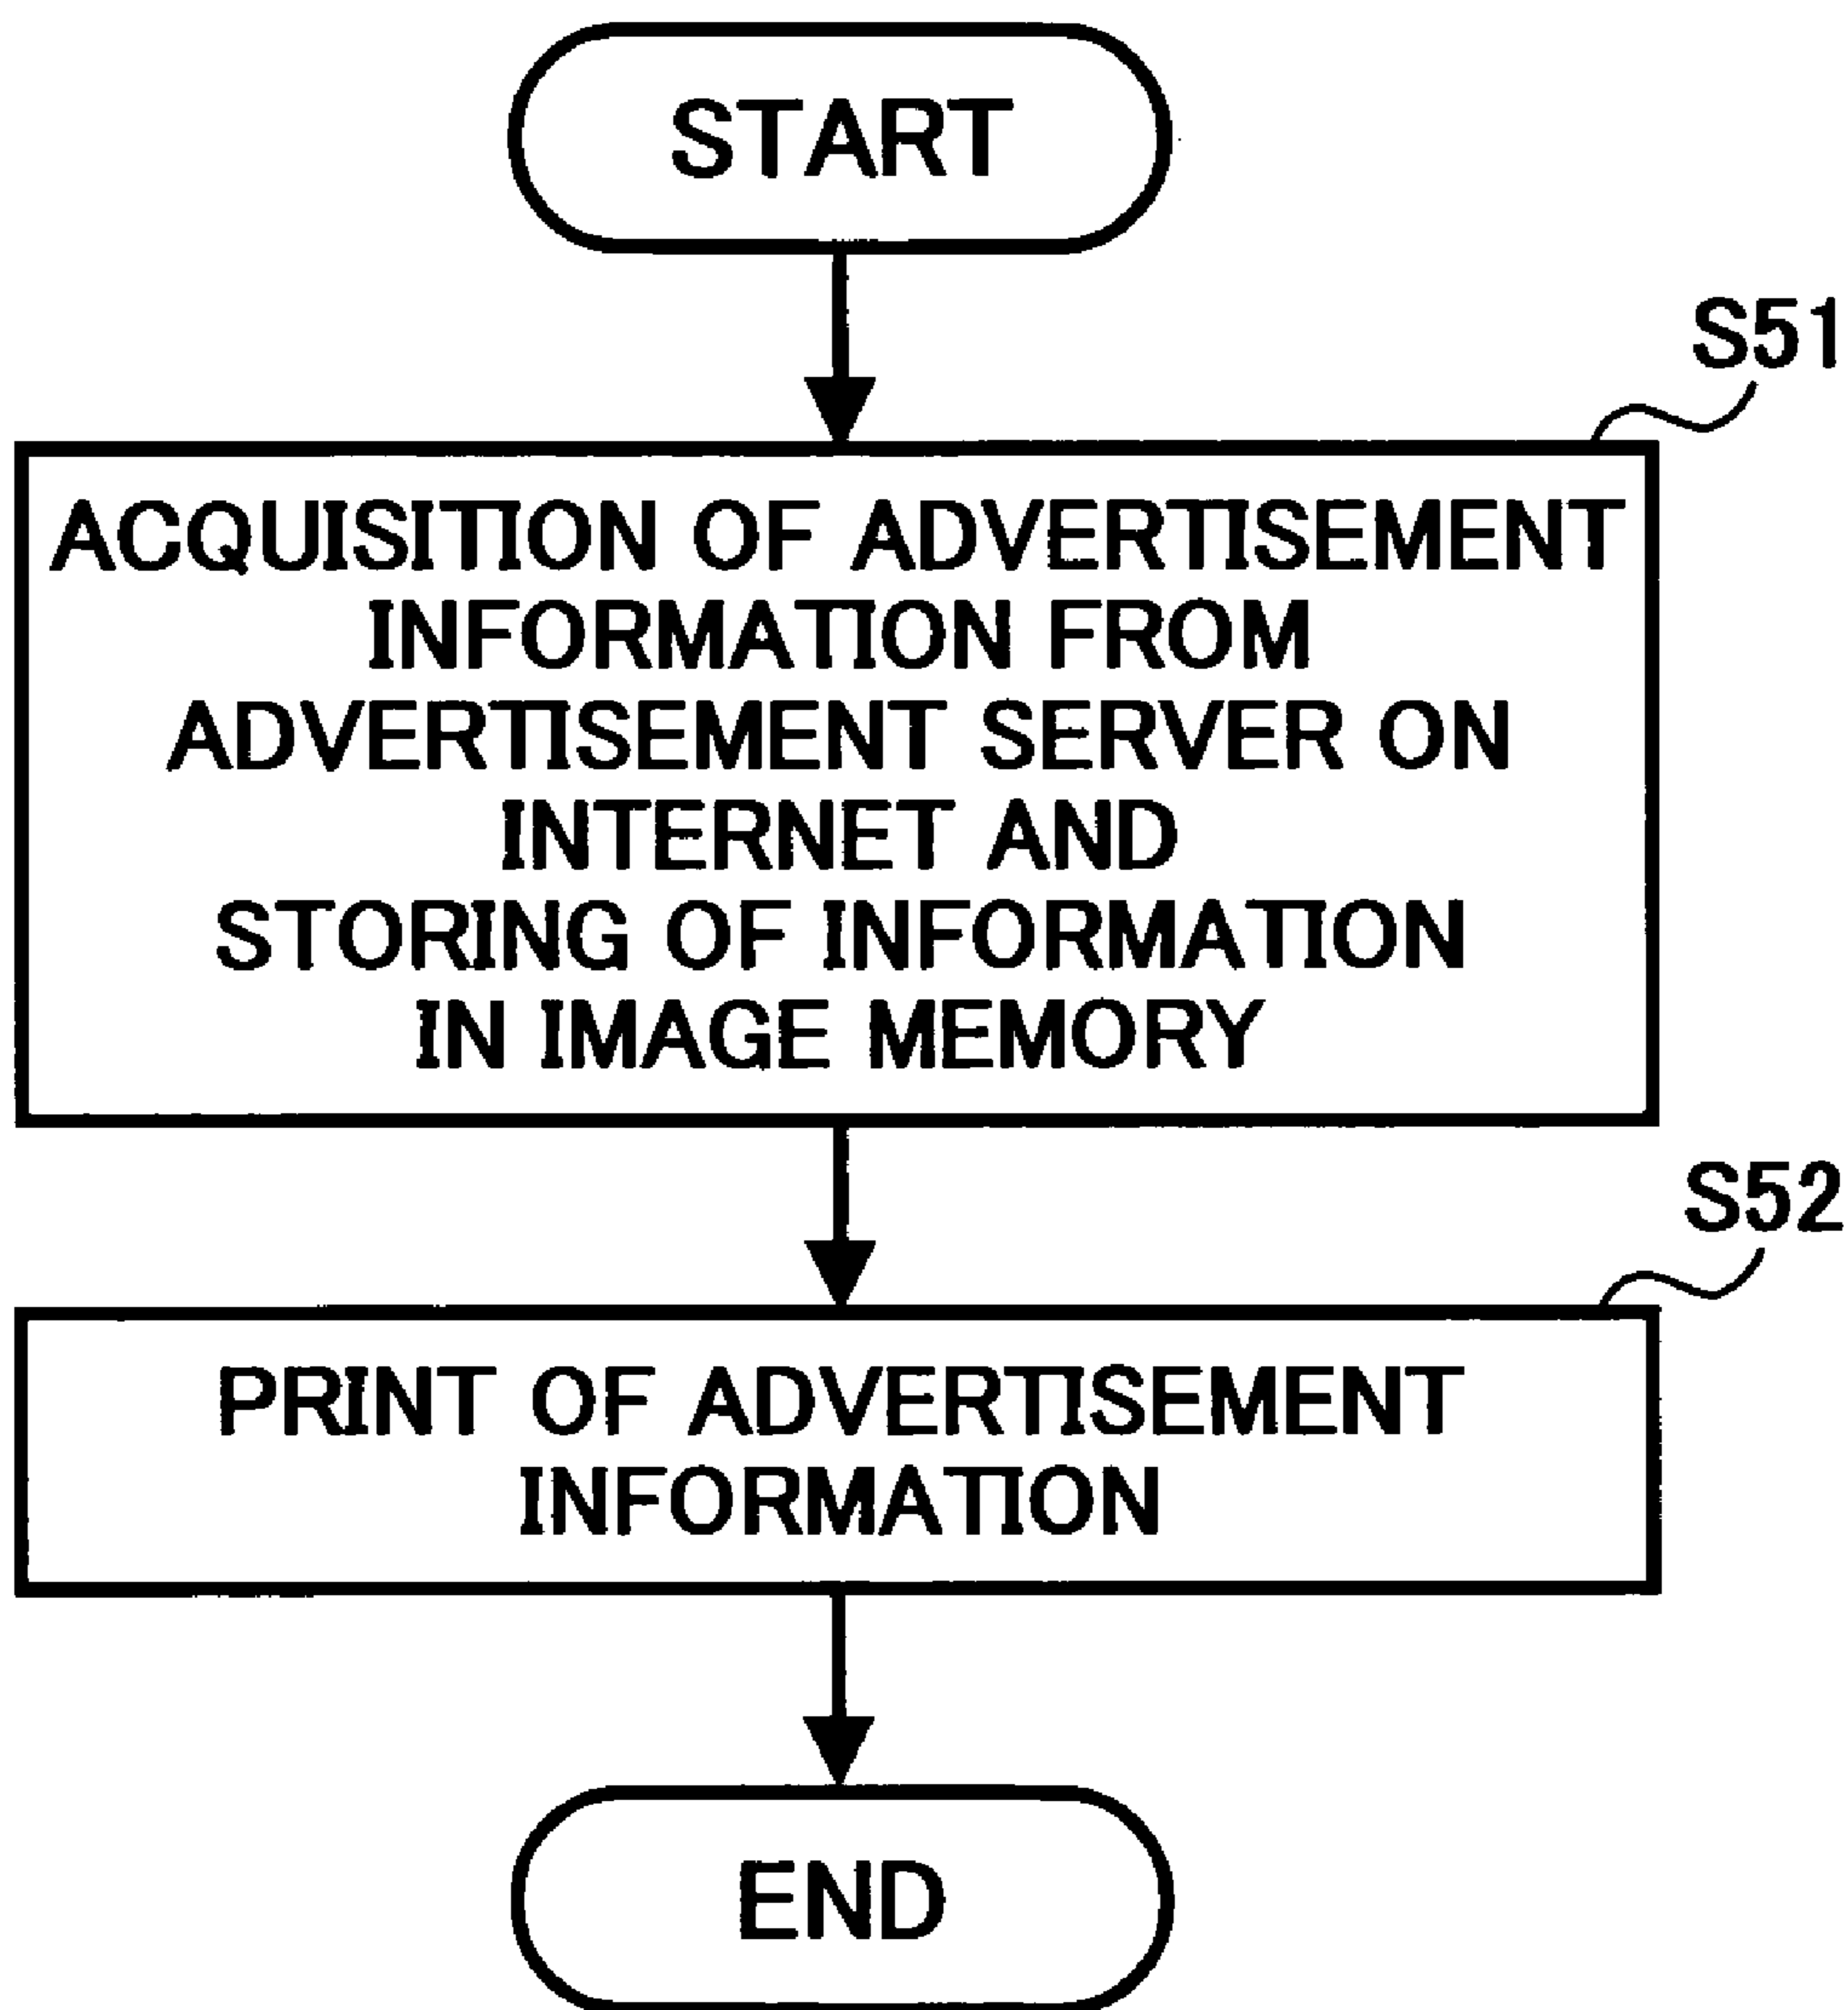 START
S51
ACQUISITION OF ADVERTISEMENT
INFORMATION FROM
ADVERTISEMENT SERVER ON
INTERNET AND
STORING OF INFORMATION
IN IMAGE MEMORY
S52
PRINT OF ADVERTISEMENT
INFORMATION
END